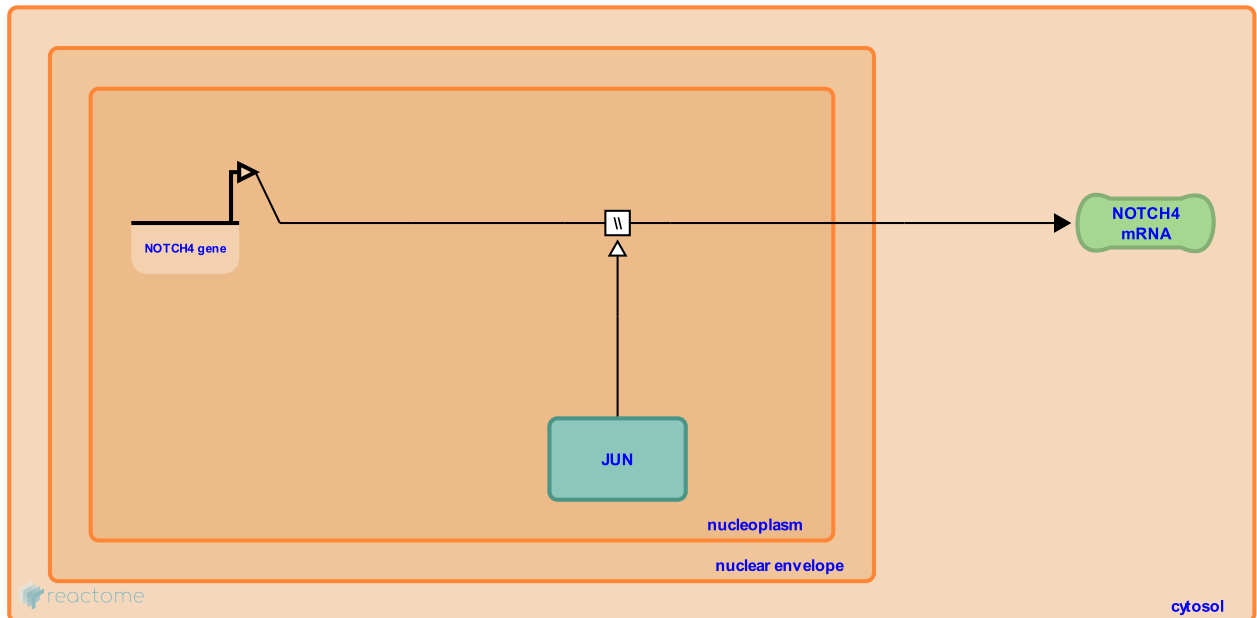 NOTCH4
mRNA
\\
NOTCH4 gene
JUN
nucleoplasm
nuclear envelope
reactome
cytosol